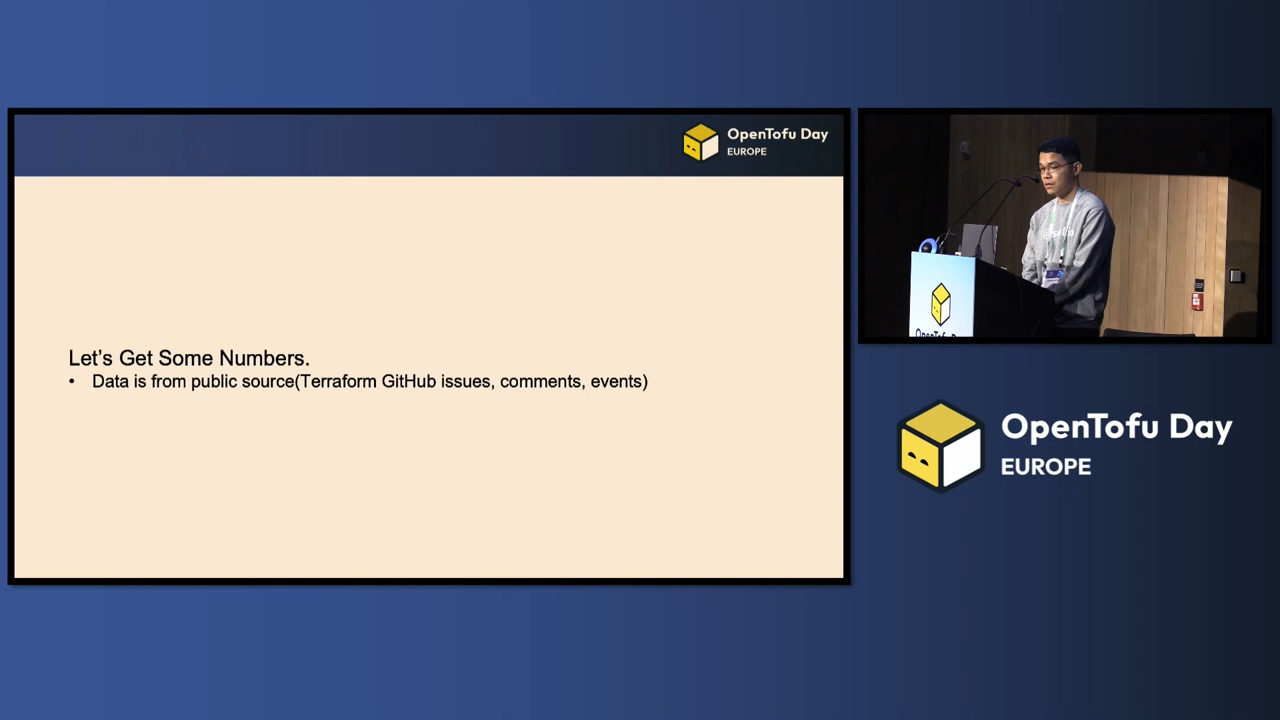 OpenTofu Day
EUROPE
Let's Get Some Numbers.
• Data is from public source(Terraform GitHub issues, comments, events)
OpenTofu Day
EUROPE